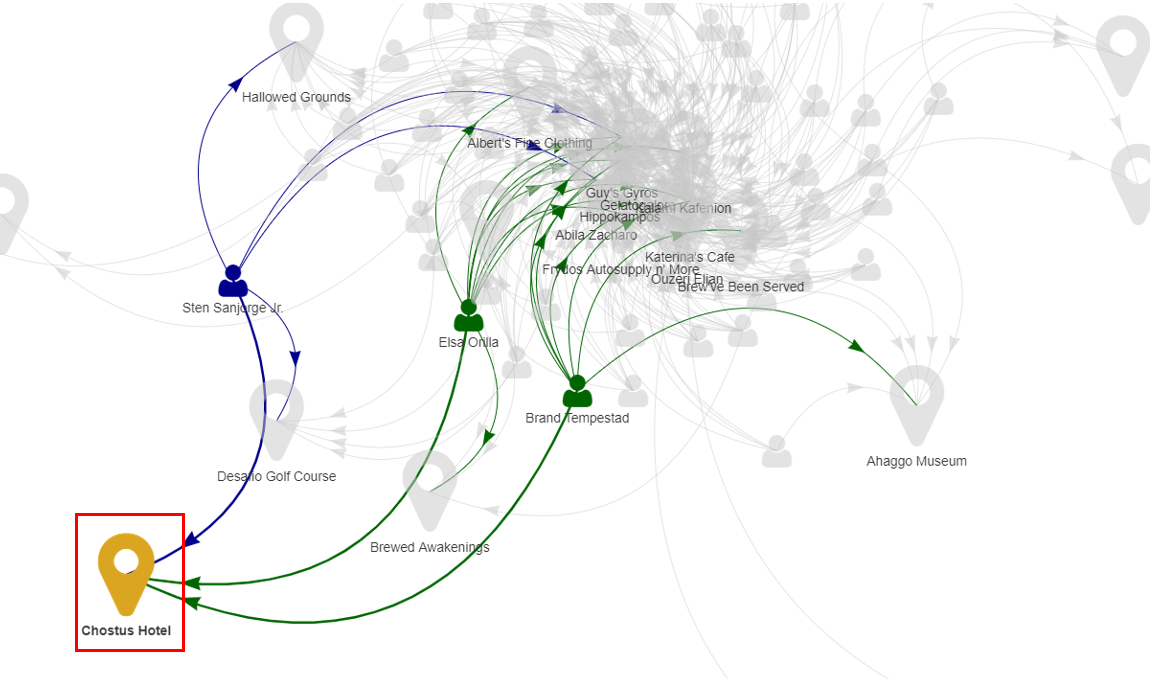 Hallowed Grounds
Albert's Fine Clothing
Guy's Gyros
Gelatogalore
Kalami Kafenion
Hippokampos
Abila Zacharo
Katerina's Cafe
Frydos Autosupply n' More
Ouzeri Elian
Brew've Been Served
Sten Sanjorge Jr.
Elsa Orilla
Brand Tempestad
Ahaggo Museum
Desafio Golf Course
Brewed Awakenings
Chostus Hotel